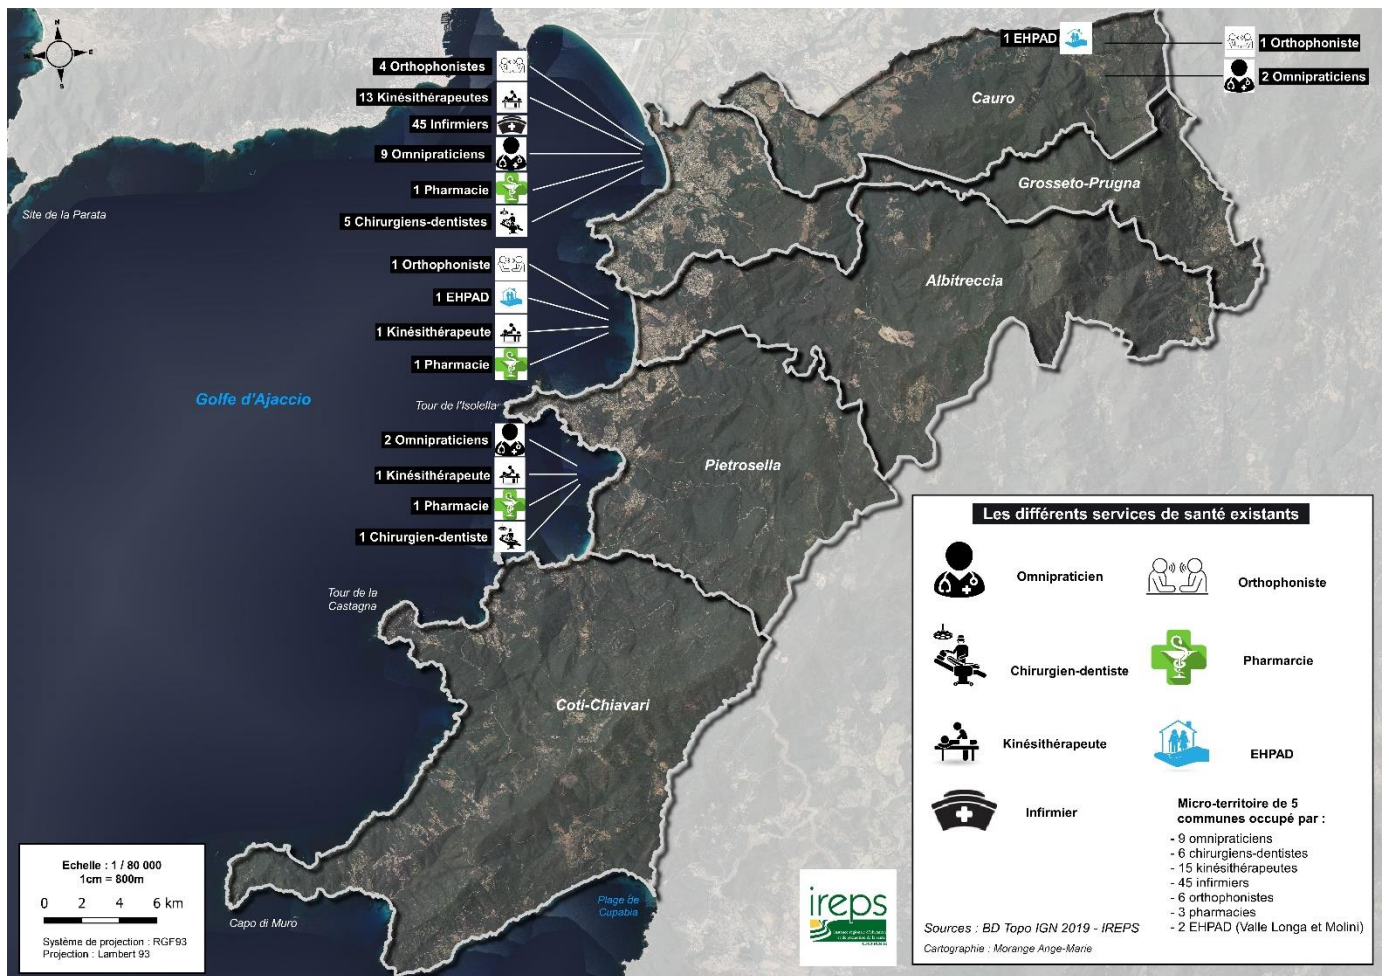 N
W
E
S
4 Orthophonistes
13 Kinésithérapeutes
45 Infirmiers
9 Omnipraticiens
1 Pharmacie
5 Chirurgiens-dentistes
1 Orthophoniste
1 EHPAD
1 Kinésithérapeute
1 Pharmacie
2 Omnipraticiens
1 Kinésithérapeute
1 Pharmacie
1 Chirurgien-dentiste
1 EHPAD
1 Orthophoniste
2 Omnipraticiens
Cauro
Grosseto-Prugna
Albitreccia
Pietrosella
Coti-Chiavari
Site de la Parata
Golfe d'Ajaccio
Tour de l'Isolella
Tour de la
Castagna
Capo di Muro
Plage de
Cupabia
Echelle : 1 / 80 000
1cm = 800m
0 2 4 6 km
Système de projection : RGF93
Projection : Lambert 93
ireps
Les différents services de santé existants
Omnipraticien
Orthophoniste
Chirurgien-dentiste
Pharmarcie
Kinésithérapeute
EHPAD
Infirmier
Micro-territoire de 5
communes occupé par :
- 9 omnipraticiens
- 6 chirurgiens-dentistes
- 15 kinésithérapeutes
- 45 infirmiers
- 6 orthophonistes
- 3 pharmacies
- 2 EHPAD (Valle Longa et Molini)
Sources : BD Topo IGN 2019 - IREPS
Cartographie : Morange Ange-Marie